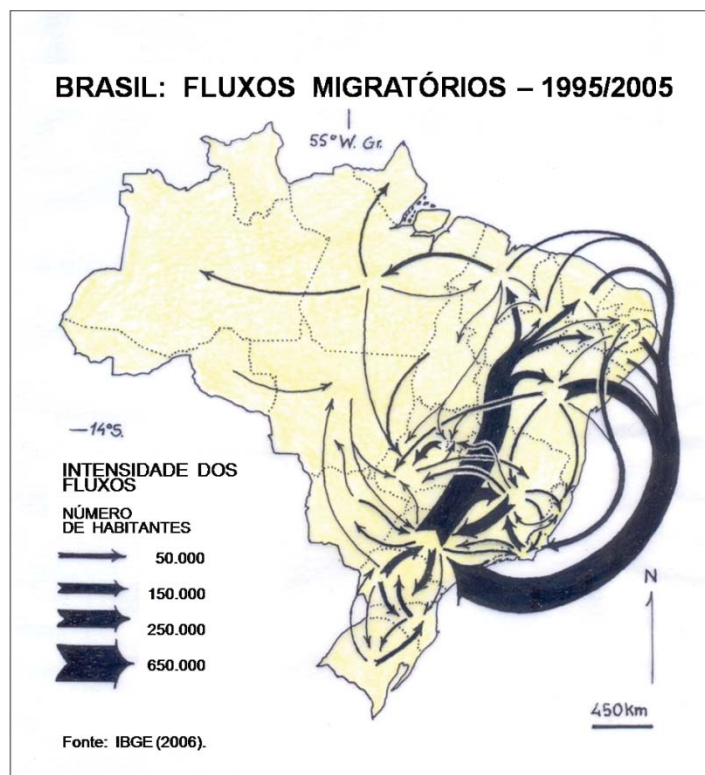 BRASIL: FLUXOS MIGRATÓRIOS – 1995/2005
55° W. Gr.
—14°S.
INTENSIDADE DOS
FLUXOS
NÚMERO
DE HABITANTES
50.000
150.000
250.000
650.000
N
450km
Fonte: IBGE (2006).